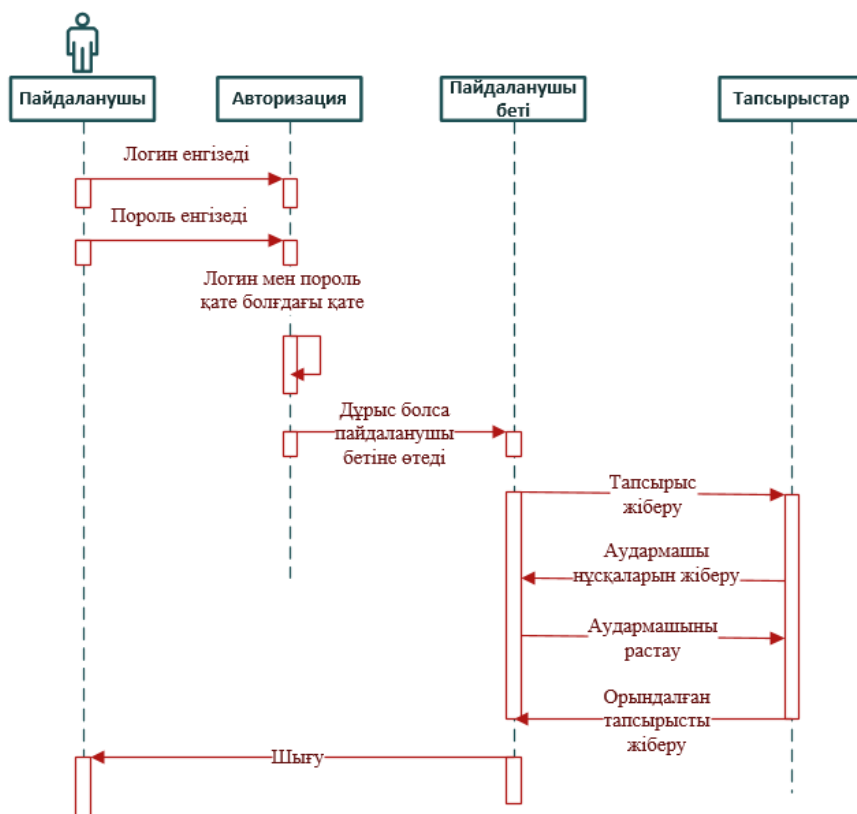 Пайдаланушы
Авторизация
Пайдаланушы
беті
Тапсырыстар
Логин енгізеді
Пороль енгізеді
Логин мен пороль
қате болғдағы қате
Дұрыс болса
пайдаланушы
бетіне өтеді
Тапсырыс
жіберу
Аудармашы
нұсқаларын жіберу
Аудармашыны
растау
Орындалған
тапсырысты
жіберу
Шығу